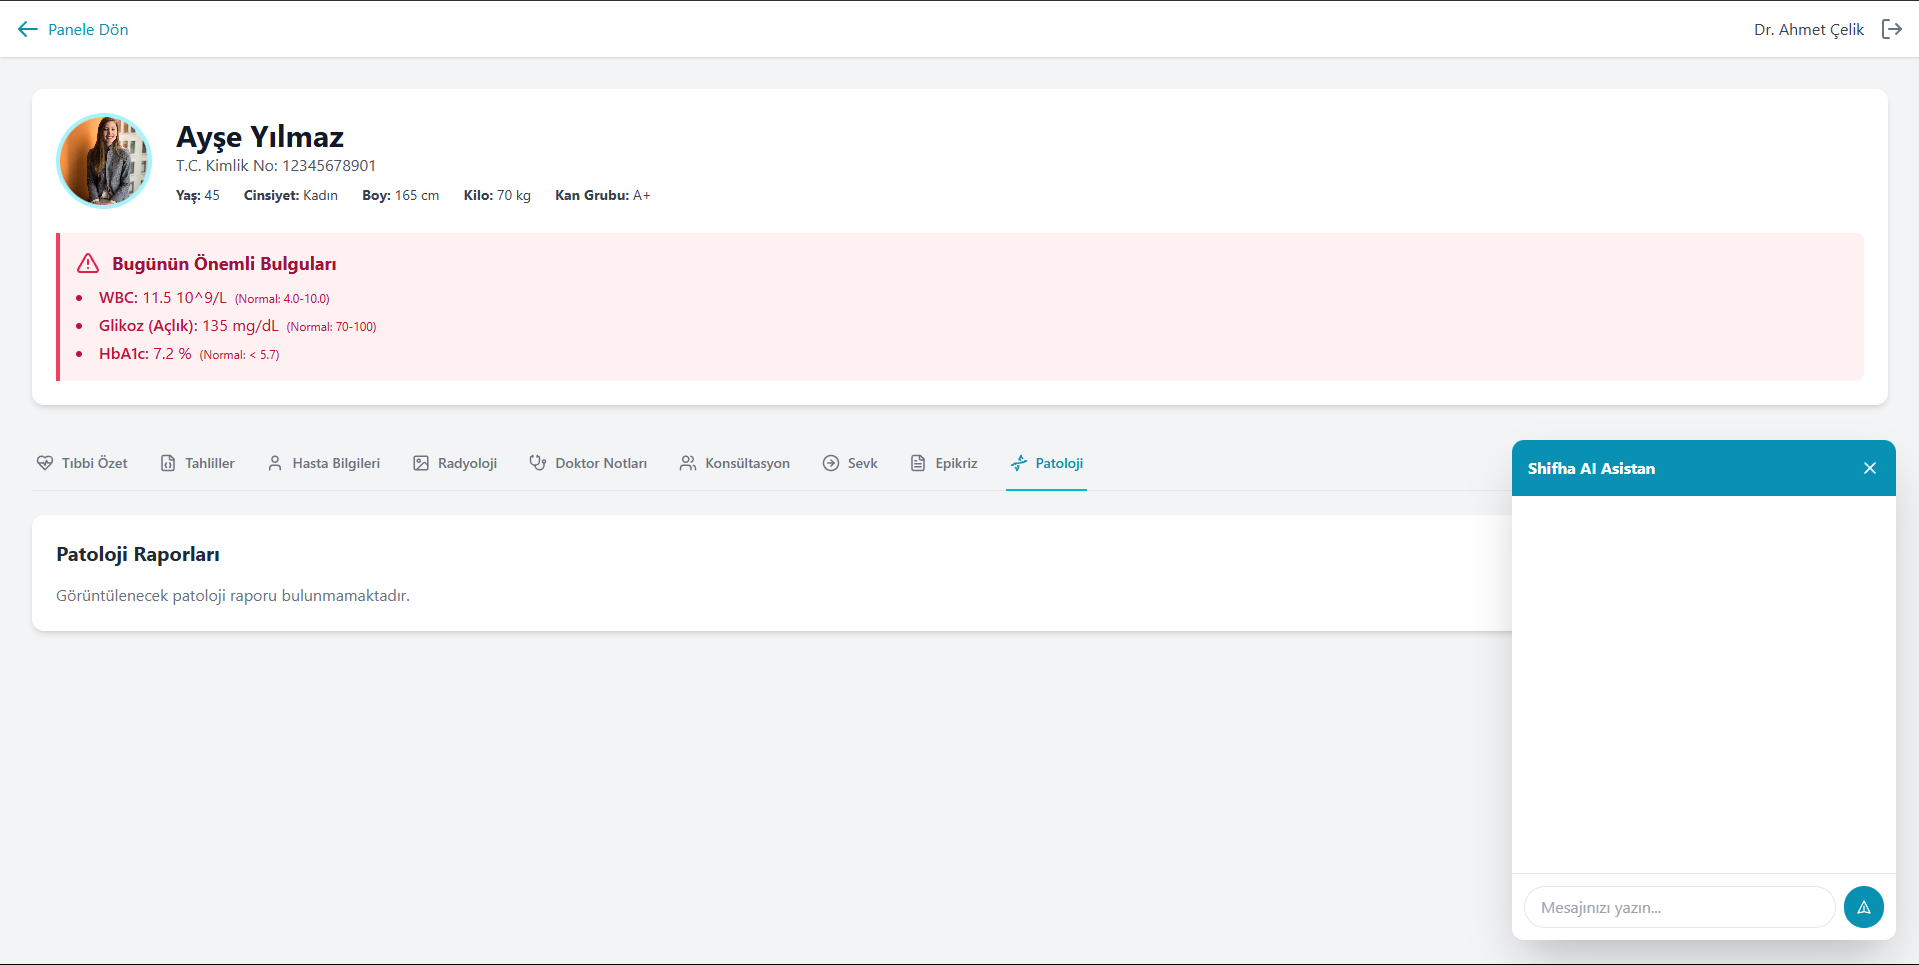 Panele Dön
Dr. Ahmet Çelik
Ayşe Yılmaz
T.C. Kimlik No: 12345678901
Yaş: 45 Cinsiyet: Kadın Boy: 165 cm Kilo: 70 kg Kan Grubu: A+
Bugünün Önemli Bulguları
WBC: 11.5 10^9/L (Normal: 4.0-10.0)
Glikoz (Açlık): 135 mg/dL (Normal: 70-100)
HbA1c: 7.2 % (Normal: < 5.7)
Tıbbi Özet Tahliller Hasta Bilgileri Radyoloji Doktor Notları Konsültasyon Sevk Epikriz Patoloji
Patoloji Raporları
Görüntülenecek patoloji raporu bulunmamaktadır.
Shifha AI Asistan
Mesajınızı yazın...